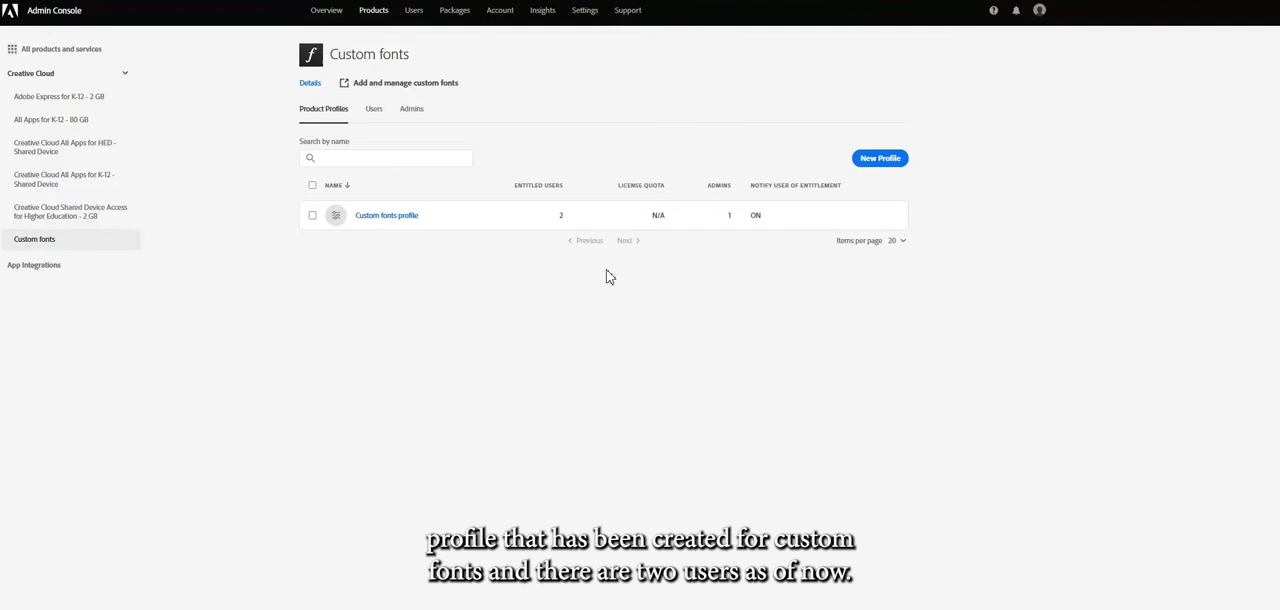 Admin Console
Overview Products Users Packages Account Insights Settings Support
All products and services
Creative Cloud
Adobe Express for K-12 - 2 GB
All Apps for K-12 - 80 GB
Creative Cloud All Apps for HED -
Shared Device
Creative Cloud All Apps for K-12 -
Shared Device
Creative Cloud Shared Device Access
for Higher Education - 2 GB
Custom fonts
App Integrations
Custom fonts
Details Add and manage custom fonts
Product Profiles Users Admins
Search by name
New Profile
NAME ENTITLED USERS LICENSE QUOTA ADMINS NOTIFY USER OF ENTITLEMENT
Custom fonts profile 2 N/A 1 ON
Previous Next Items per page 20
profile that has been created for custom
fonts and there are two users as of now.